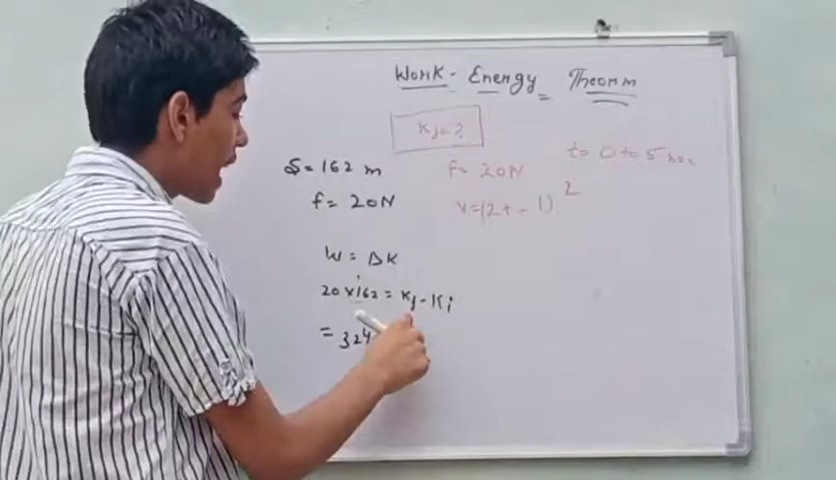 Work - Energy Theorm
Kf = ?
S = 162 m
f = 20N
t = 0 to 5 sec
f = 20N
v = (2t - 1)²
W = ΔK
20 x 162 = Kf - Ki
= 324